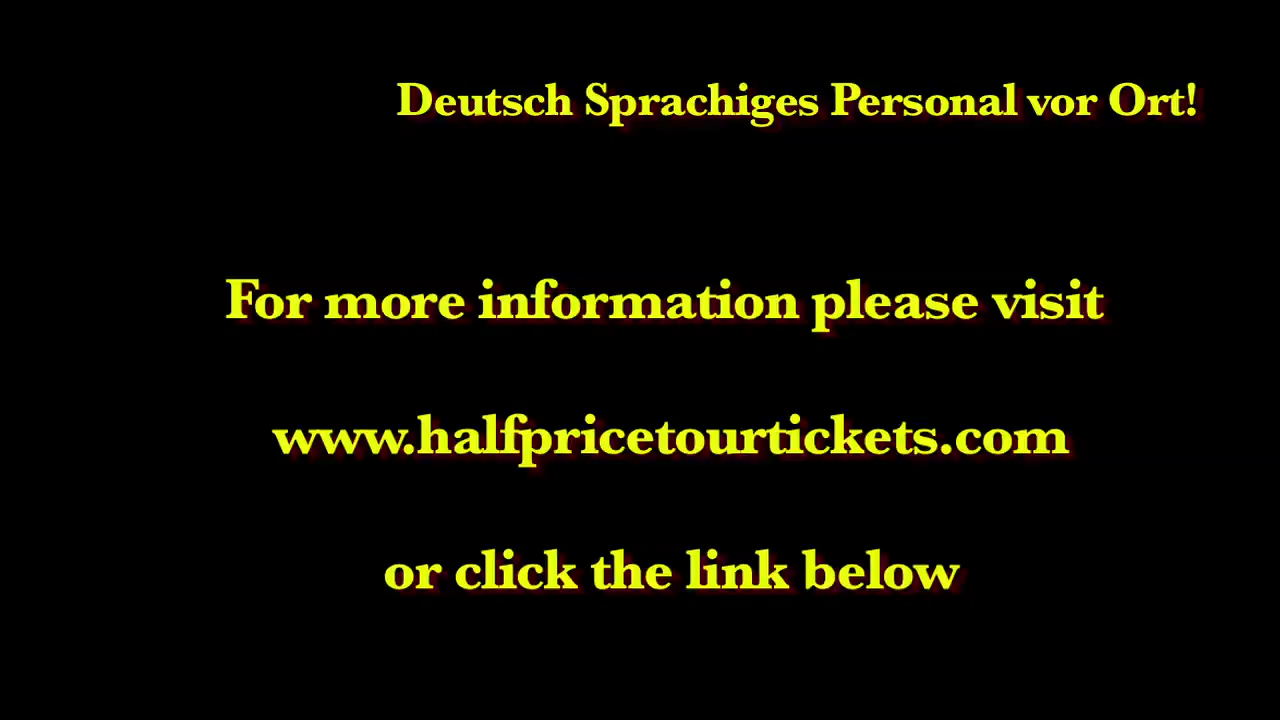 Deutsch Sprachiges Personal vor Ort!
For more information please visit
www.halfpricetourtickets.com
or click the link below